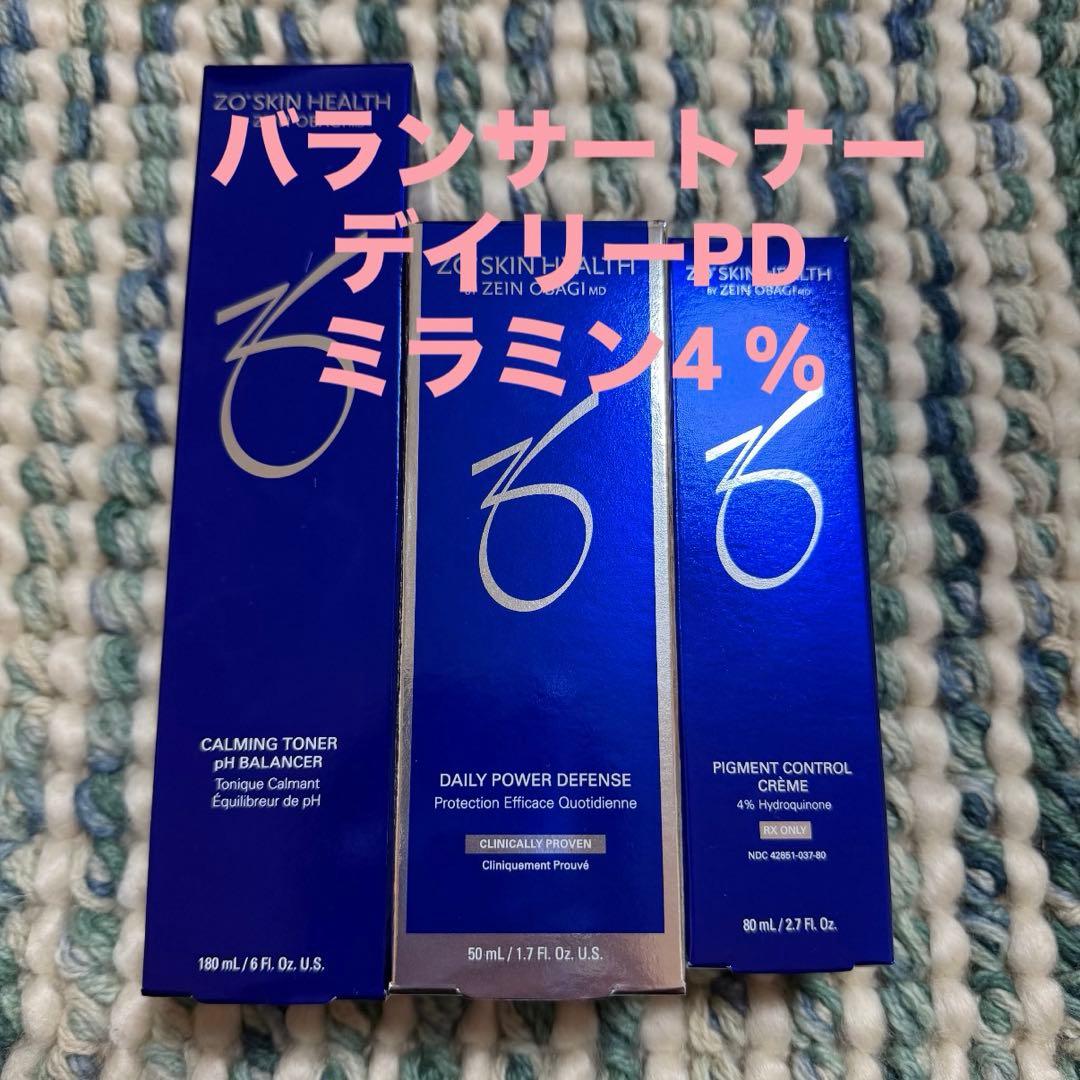 バランサートナー
デイリーPD
ミラミン4％
ZO® SKIN HEALTH
ZEIN OBAGI MD
CALMING TONER
pH BALANCER
Tonique Calmant
Équilibreur de pH
180 mL / 6 Fl. Oz. U.S.
ZO® SKIN HEALTH
BY ZEIN OBAGI MD
DAILY POWER DEFENSE
Protection Efficace Quotidienne
CLINICALLY PROVEN
Cliniquement Prouvé
50 mL / 1.7 Fl. Oz. U.S.
ZO® SKIN HEALTH
BY ZEIN OBAGI MD
PIGMENT CONTROL
CRÈME
4% Hydroquinone
RX ONLY
NDC 42851-037-80
80 mL / 2.7 Fl. Oz.